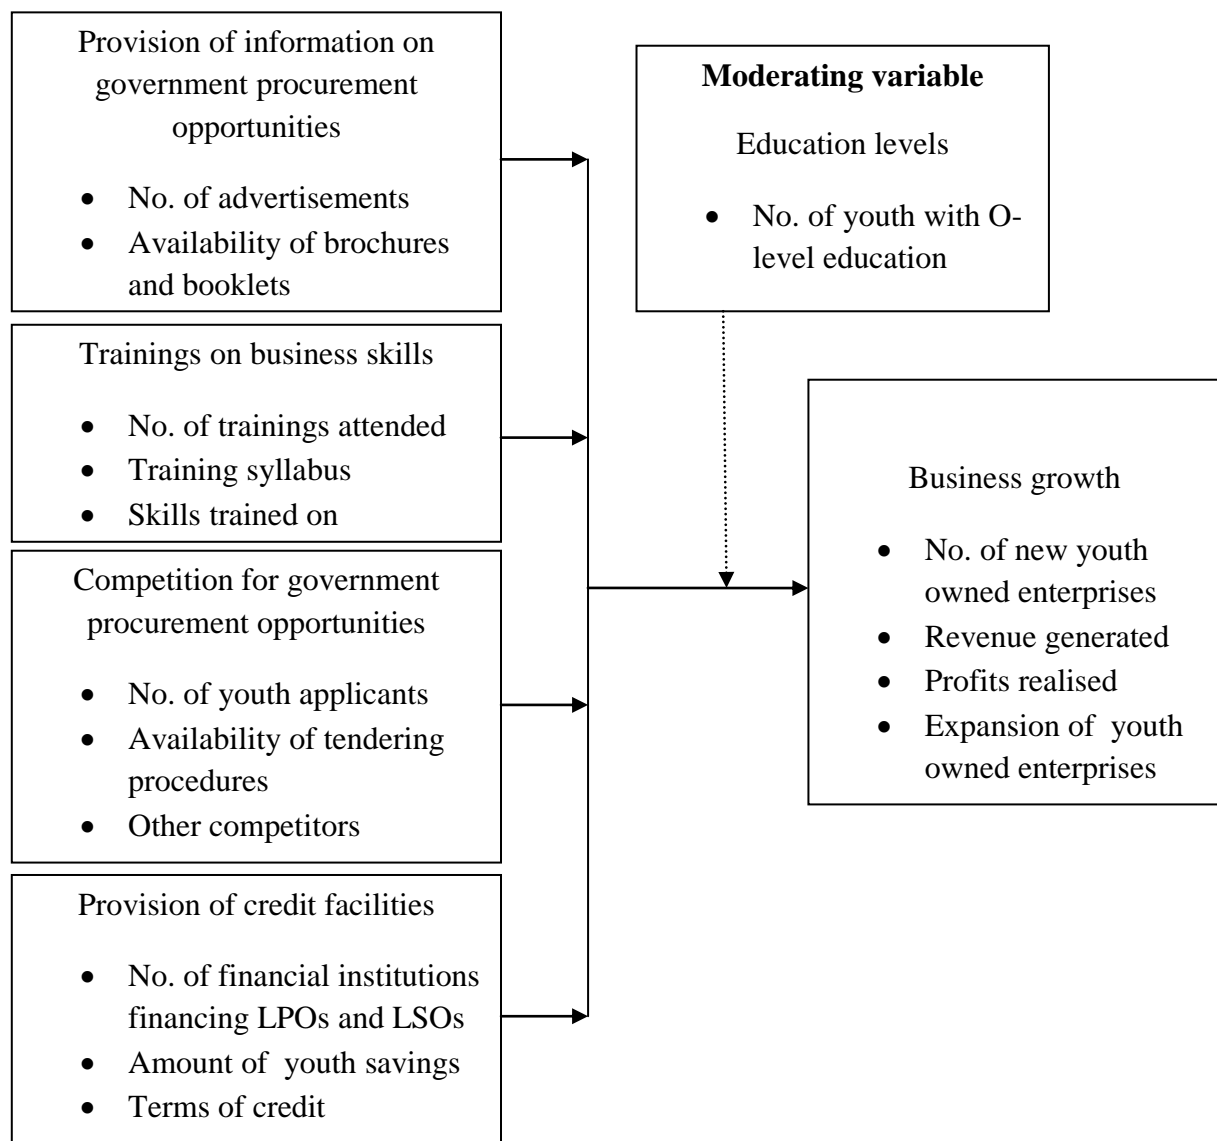 Provision of information on
government procurement
opportunities
• No. of advertisements
• Availability of brochures
and booklets
Trainings on business skills
• No. of trainings attended
• Training syllabus
• Skills trained on
Competition for government
procurement opportunities
• No. of youth applicants
• Availability of tendering
procedures
• Other competitors
Provision of credit facilities
• No. of financial institutions
financing LPOs and LSOs
• Amount of youth savings
• Terms of credit
Moderating variable
Education levels
• No. of youth with O-
level education
Business growth
• No. of new youth
owned enterprises
• Revenue generated
• Profits realised
• Expansion of youth
owned enterprises